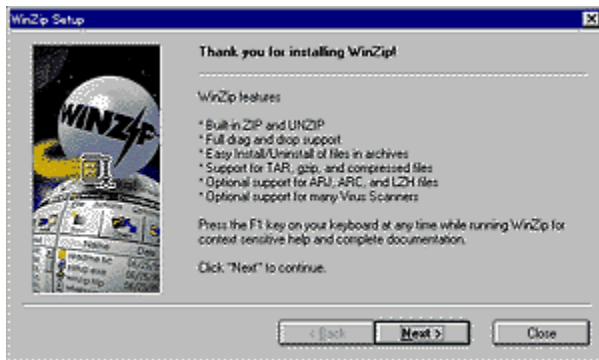 WinZip Setup
Thank you for installing WinZip!
WinZip features
* Built-in ZIP and UNZIP
* Full drag and drop support
* Easy Install/Uninstall of files in archives
* Support for TAR, gzip, and compressed files
* Optional support for ARJ, ARC, and LZH files
* Optional support for many Virus Scanners
Press the F1 key on your keyboard at any time while running WinZip for
context sensitive help and complete documentation.
Click "Next" to continue.
WINZIP
Name
< Back
Next >
Close